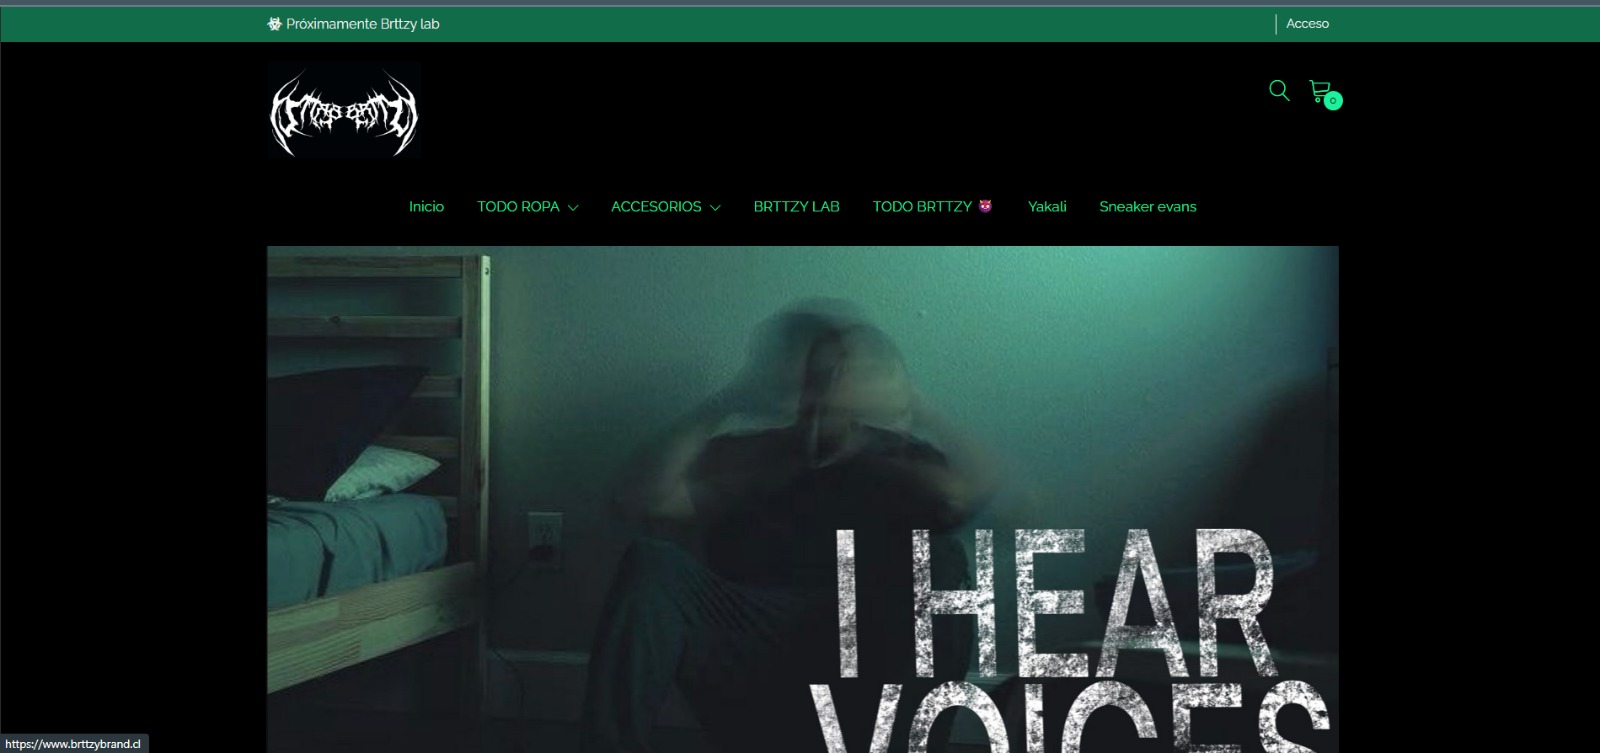 Próximamente Brttzy lab
Acceso
0
Inicio
TODO ROPA
ACCESORIOS
BRTTZY LAB
TODO BRTTZY
Yakali
Sneaker evans
I HEAR
VOICES
https://www.brttzybrand.cl